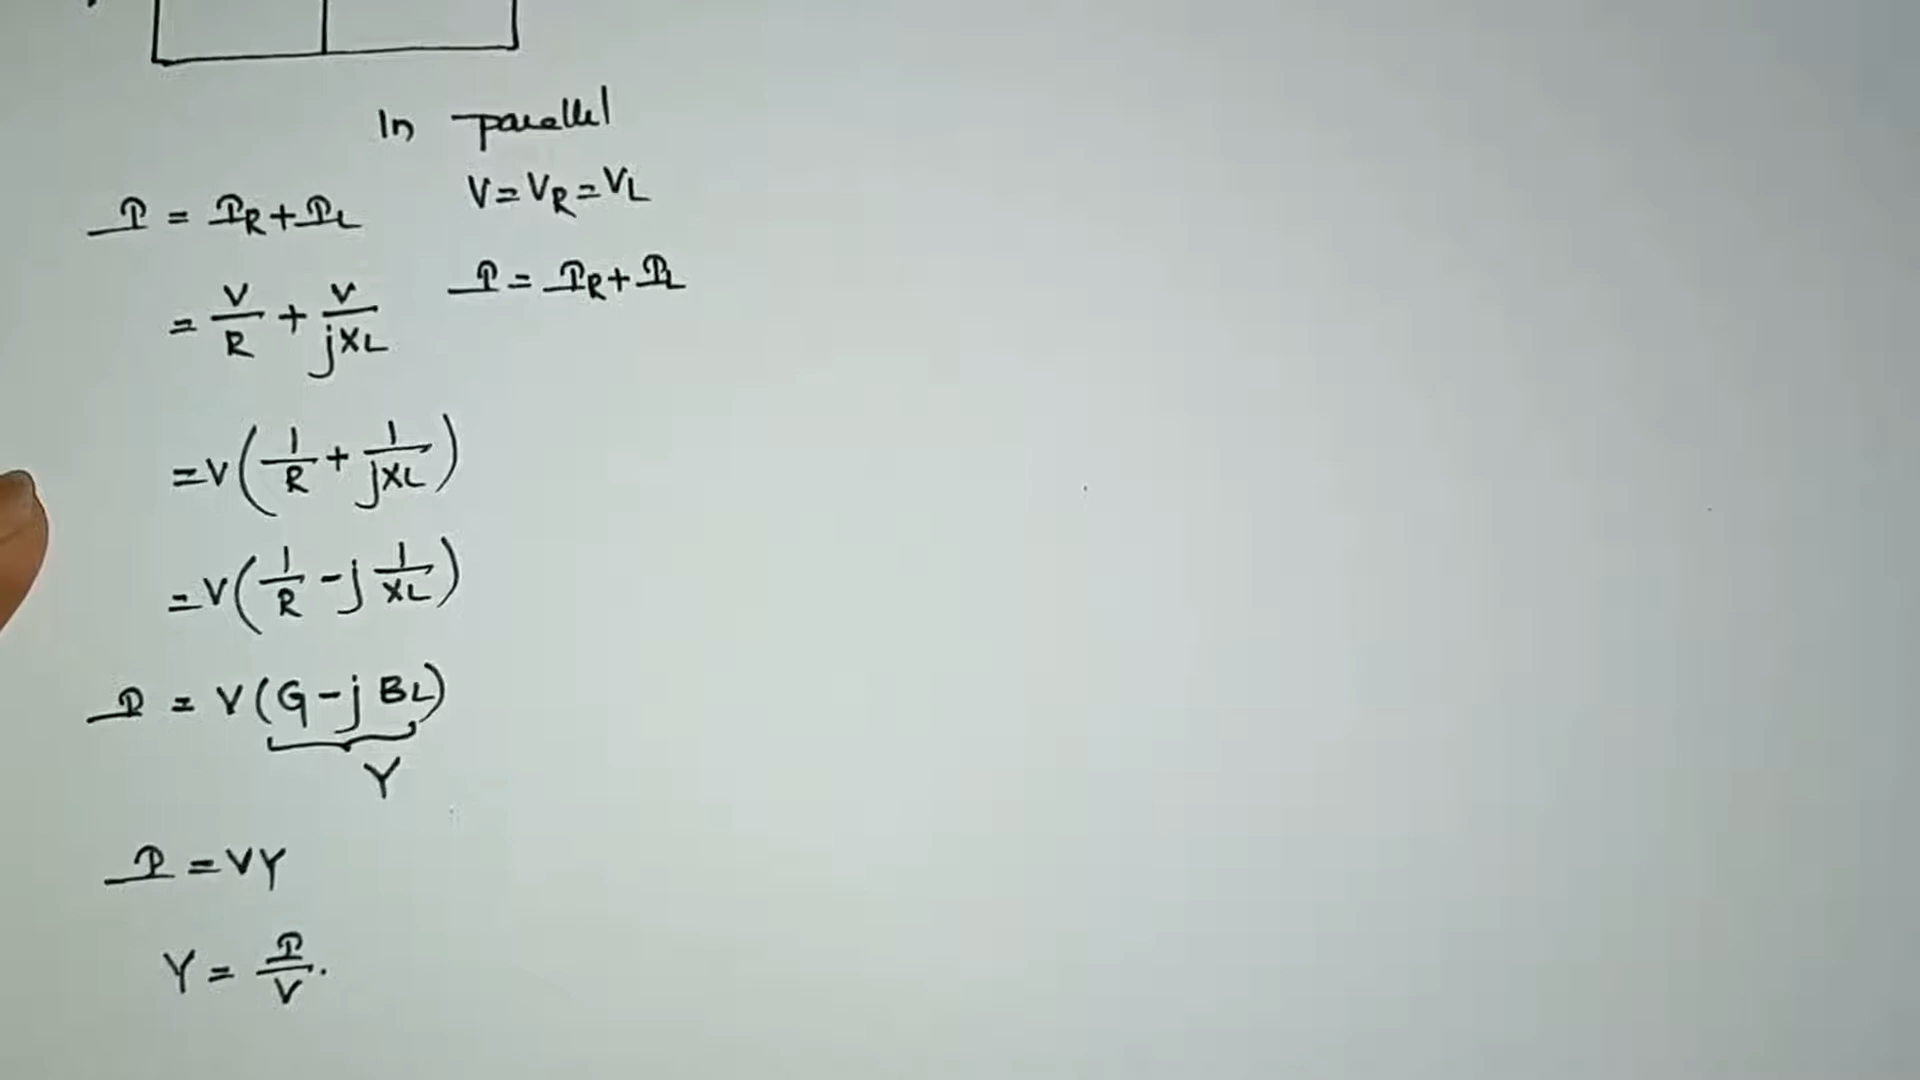 In parallel
V = VR = VL
I = IR + IL
I = IR + IL
= V/R + V/jXL
= V(1/R + 1/jXL)
= V(1/R - j 1/XL)
I = V(G - j BL)
Y
I = VY
Y = I/V.